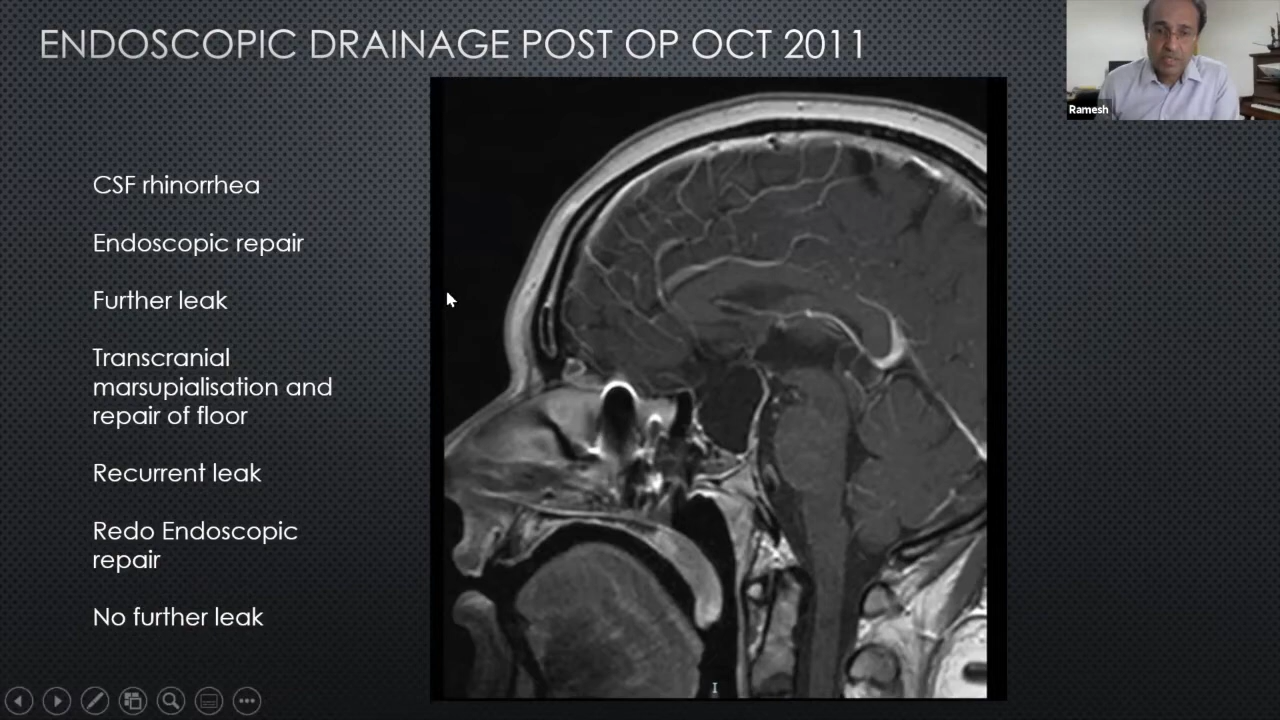 ENDOSCOPIC DRAINAGE POST OP OCT 2011
Ramesh
CSF rhinorrhea
Endoscopic repair
Further leak
Transcranial
marsupialisation and
repair of floor
Recurrent leak
Redo Endoscopic
repair
No further leak